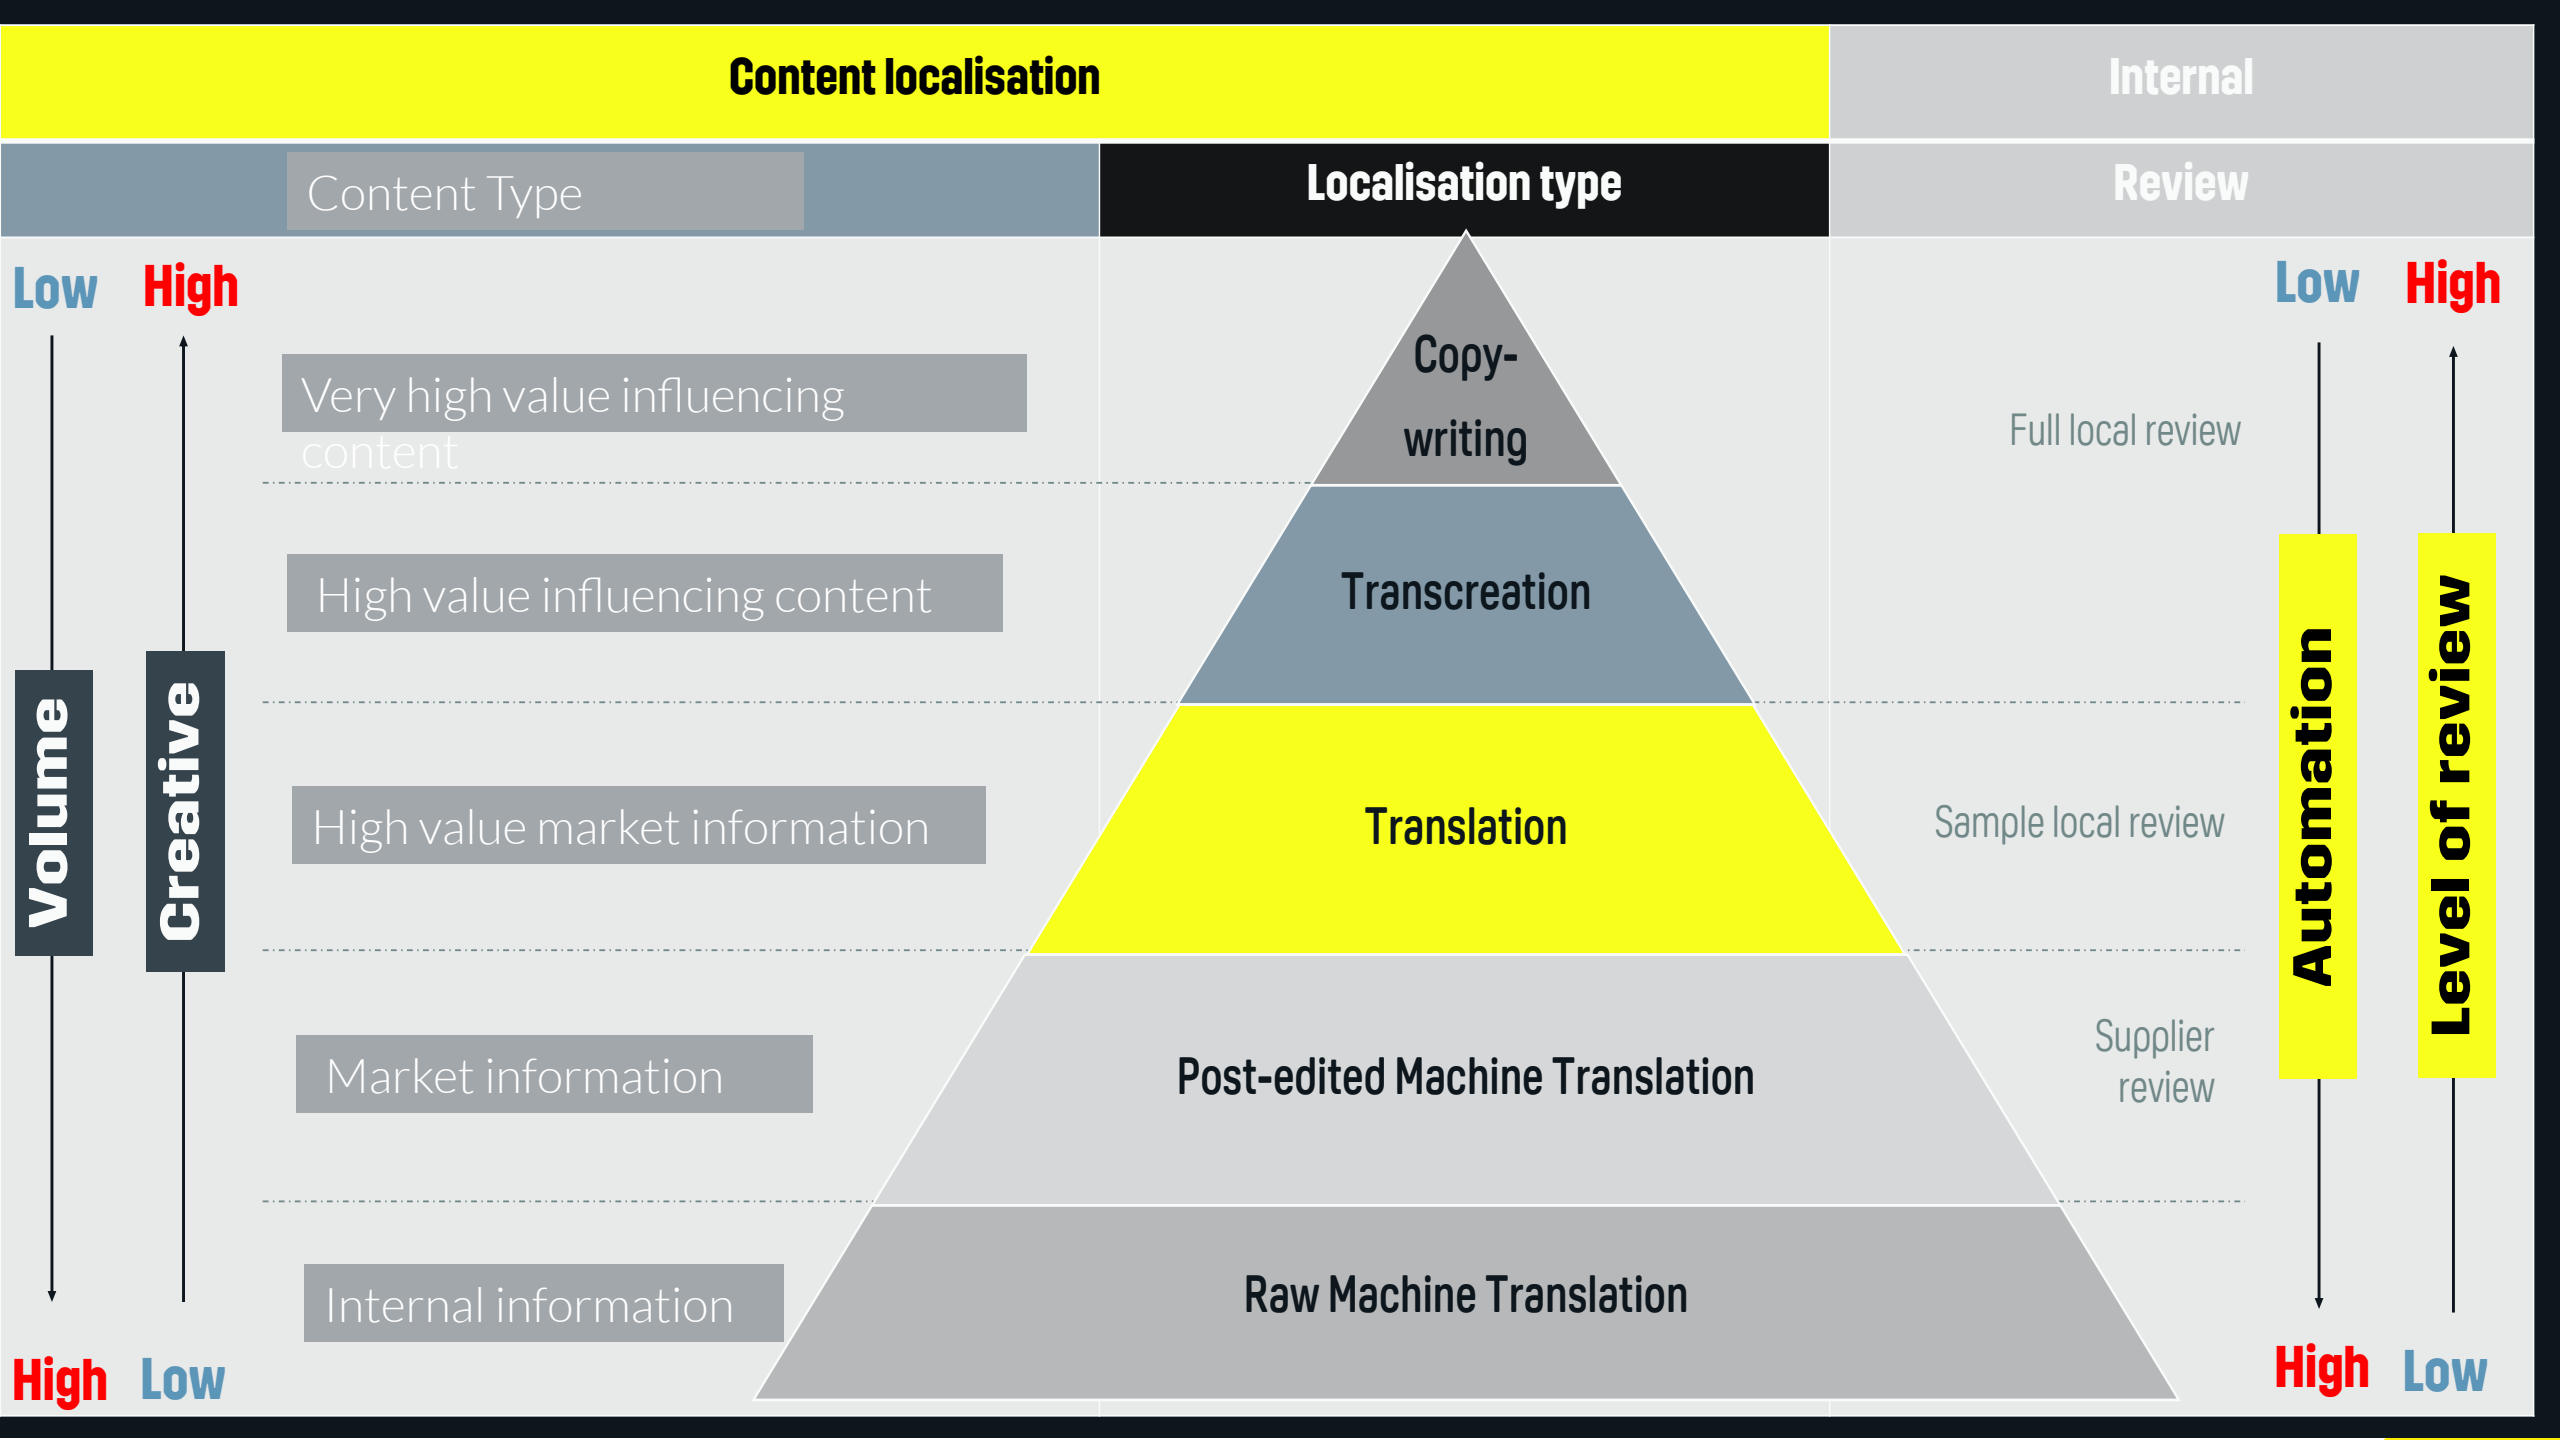 Content localisation
Internal
Content Type
Localisation type
Review
Low
High
Low
High
Very high value influencing
content
Copy-
writing
Full local review
High value influencing content
Transcreation
Volume
Creative
High value market information
Translation
Sample local review
Automation
Level of review
Market information
Post-edited Machine Translation
Supplier
review
Internal information
Raw Machine Translation
High
Low
High
Low